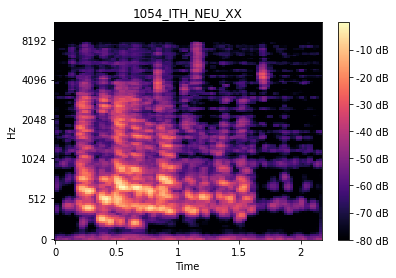 1054_ITH_NEU_XX
8192
4096
2048
1024
512
0
Hz
0
0.5
1
1.5
2
Time
-10 dB
-20 dB
-30 dB
-40 dB
-50 dB
-60 dB
-70 dB
-80 dB